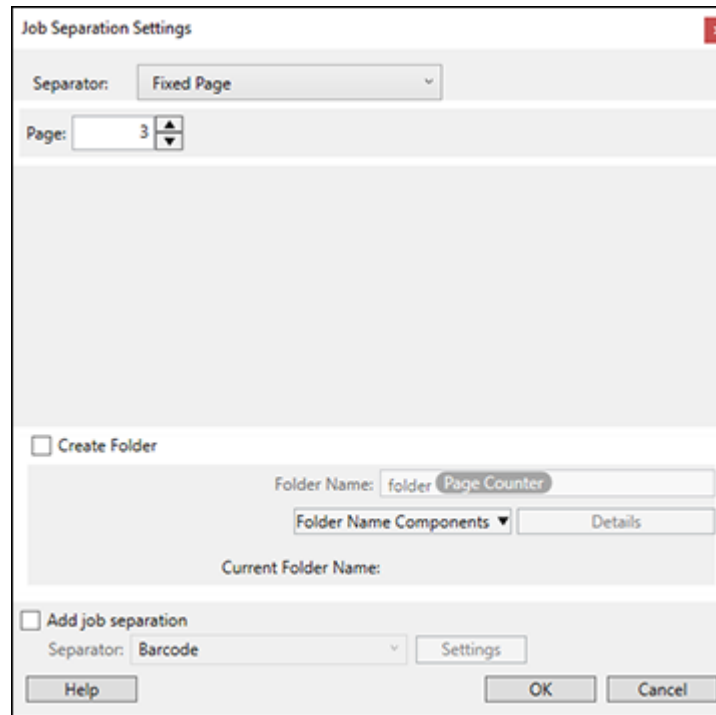 Job Separation Settings
Separator: Fixed Page
Page: 3
Create Folder
Folder Name: folder Page Counter
Folder Name Components ▼ Details
Current Folder Name:
Add job separation
Separator: Barcode Settings
Help OK Cancel